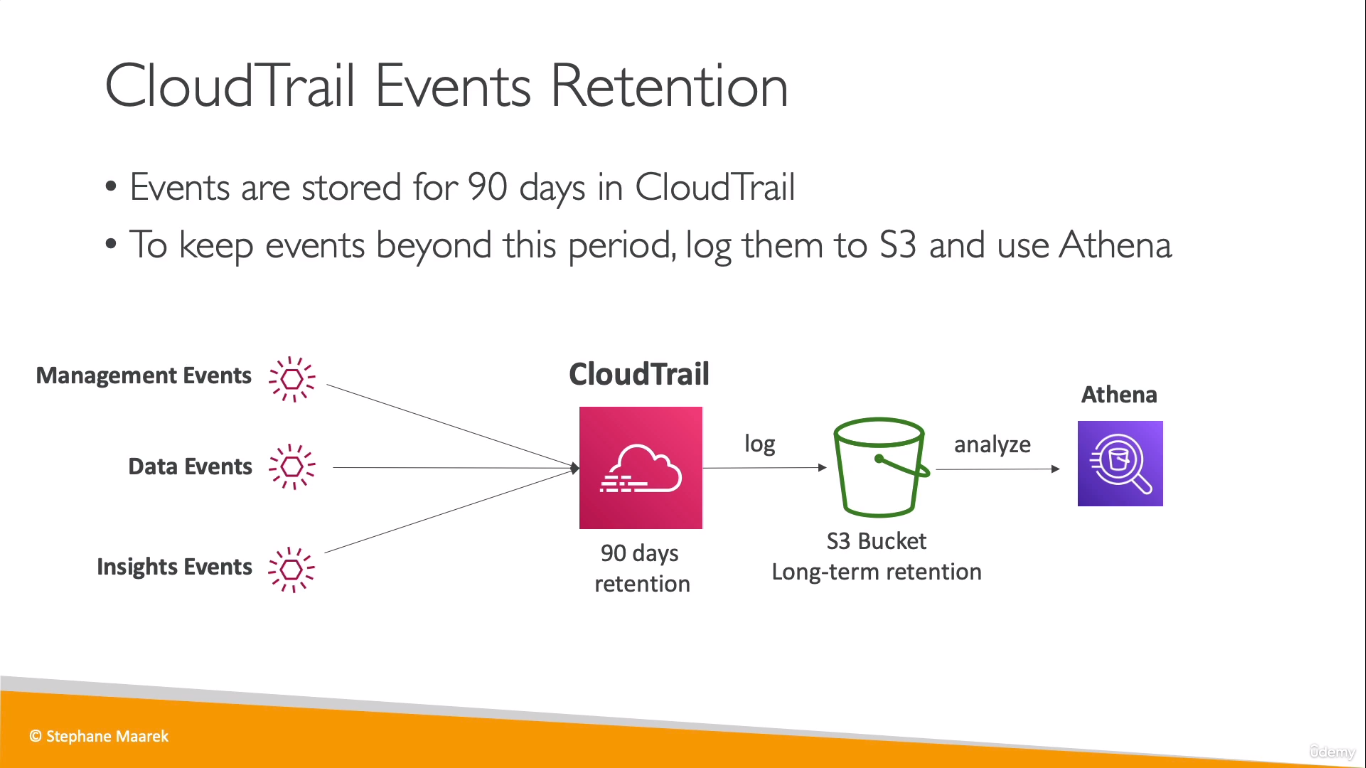 CloudTrail Events Retention
• Events are stored for 90 days in CloudTrail
• To keep events beyond this period, log them to S3 and use Athena
Management Events
Data Events
Insights Events
CloudTrail
90 days
retention
log
S3 Bucket
Long-term retention
analyze
Athena
© Stephane Maarek
ûdemy